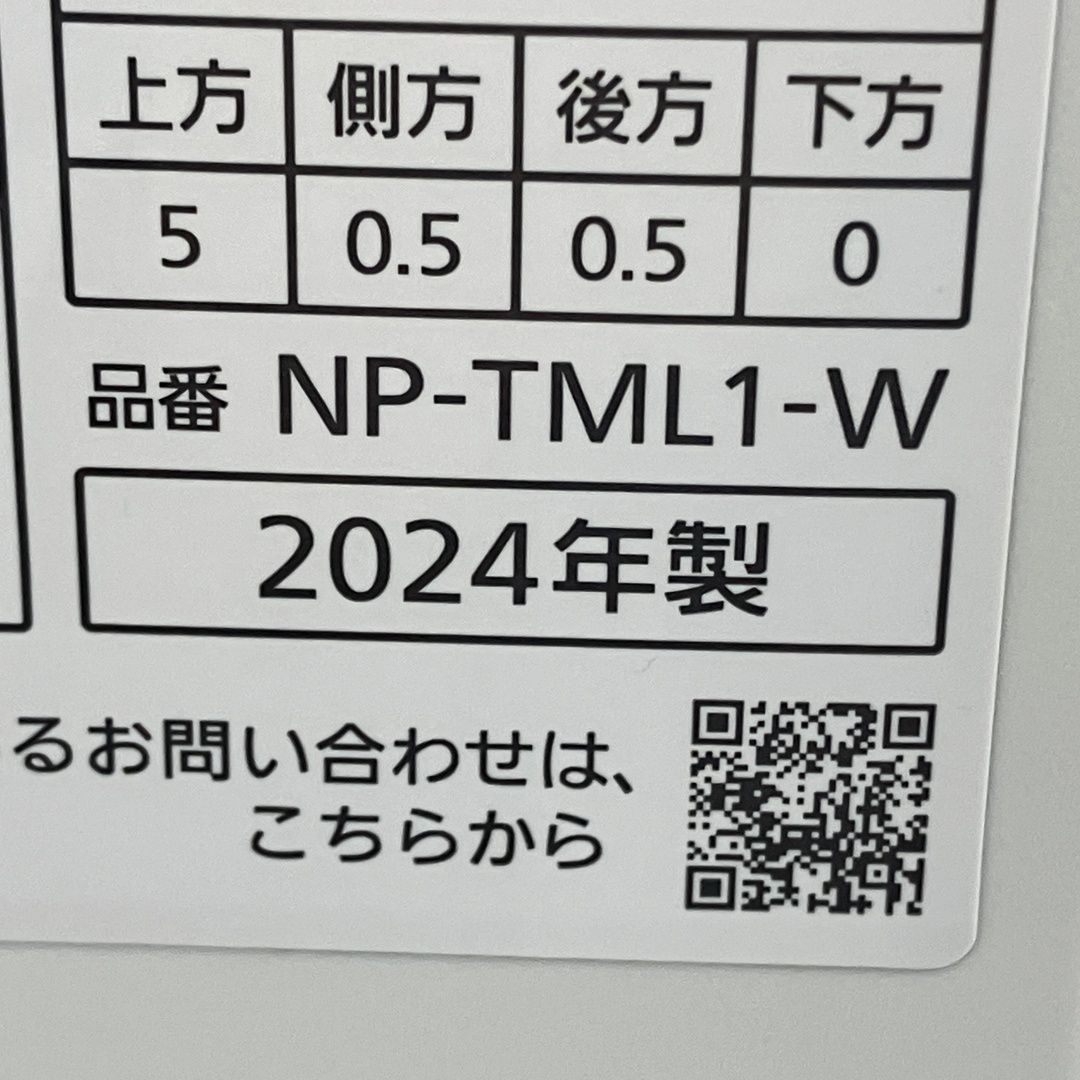 上方 側方 後方 下方
5 0.5 0.5 0
品番 NP-TML1-W
2024年製
るお問い合わせは、
こちらから